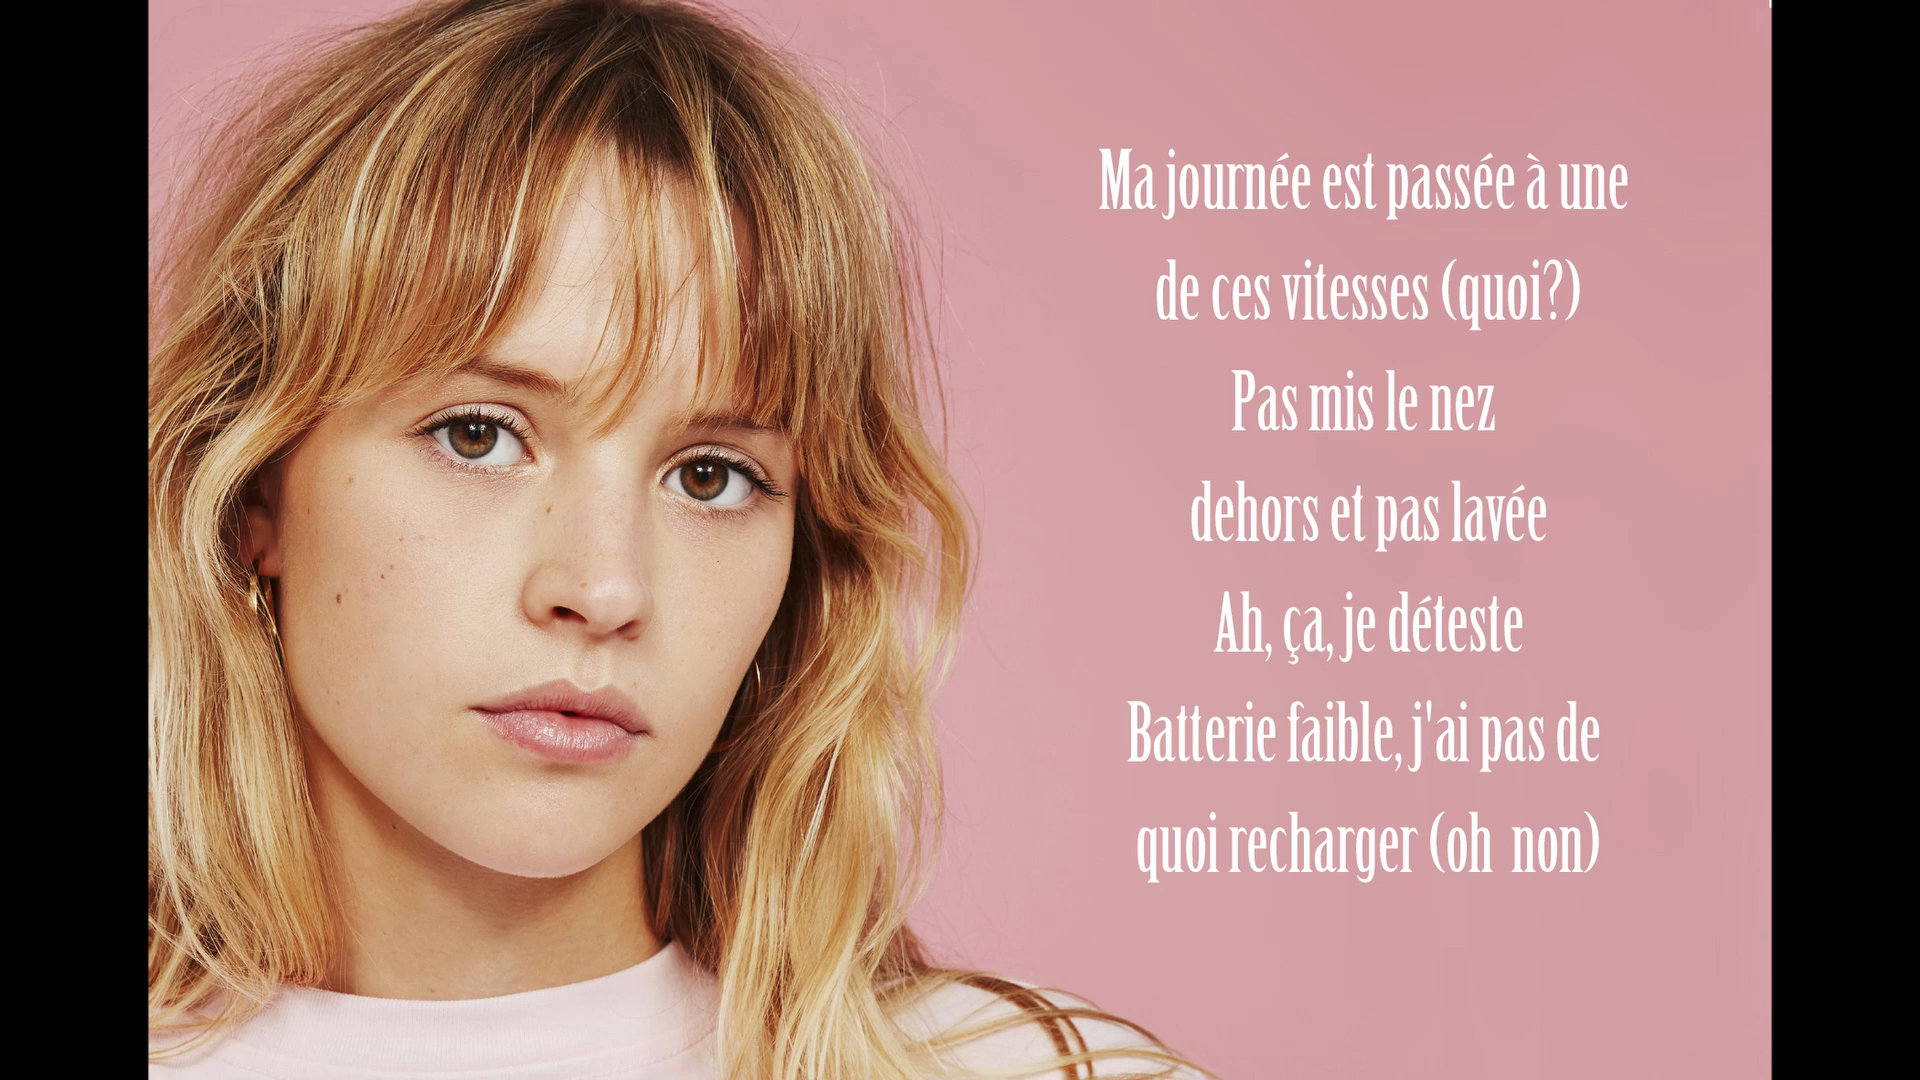 Ma journée est passée à une
de ces vitesses (quoi?)
Pas mis le nez
dehors et pas lavée
Ah, ça, je déteste
Batterie faible, j'ai pas de
quoi recharger (oh non)